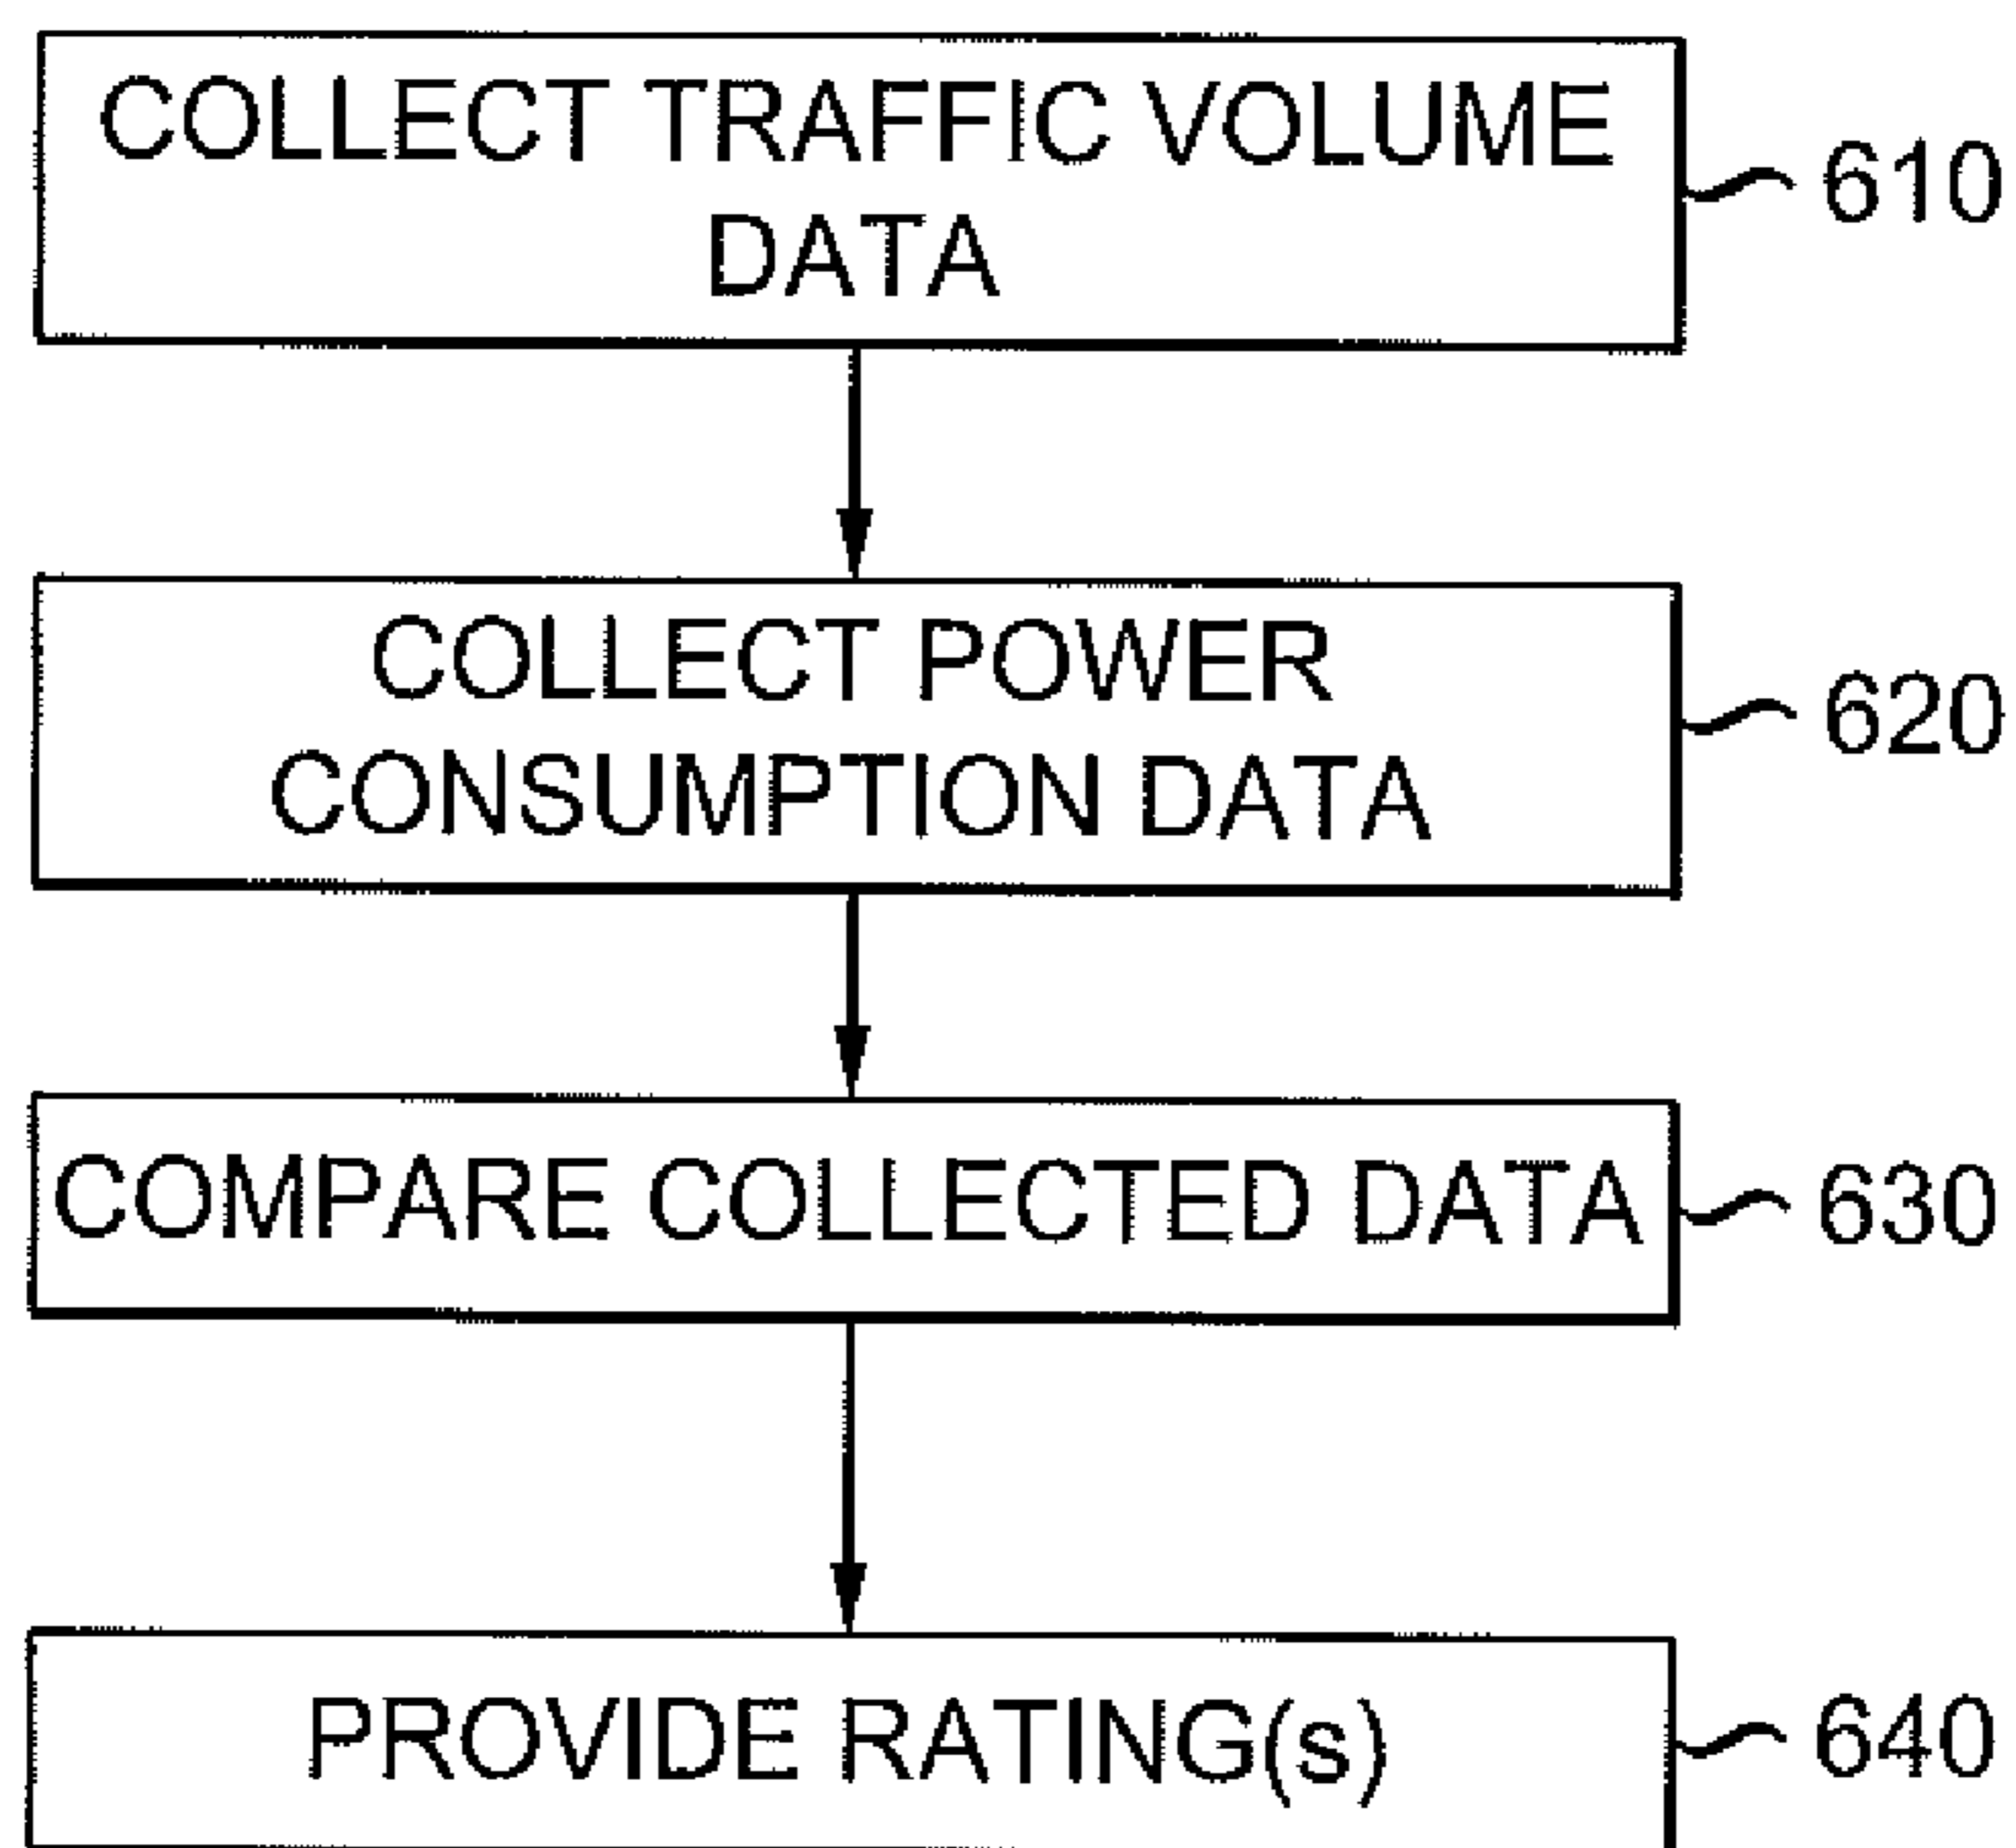 COLLECT TRAFFIC VOLUME
DATA
610
COLLECT POWER
CONSUMPTION DATA
620
COMPARE COLLECTED DATA
630
PROVIDE RATING(s)
640